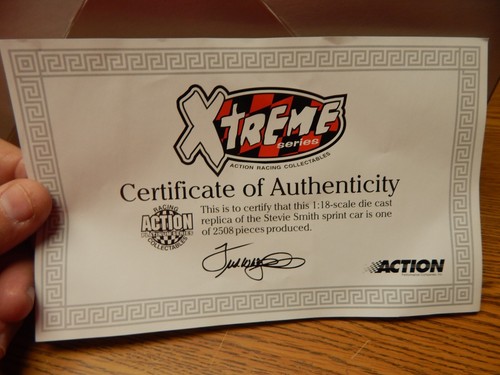 XTREME
series
ACTION RACING COLLECTABLES
Certificate of Authenticity
RACING
ACTION
COLLECTABLES
This is to certify that this 1:18-scale die cast
replica of the Stevie Smith sprint car is one
of 2508 pieces produced.
ACTION